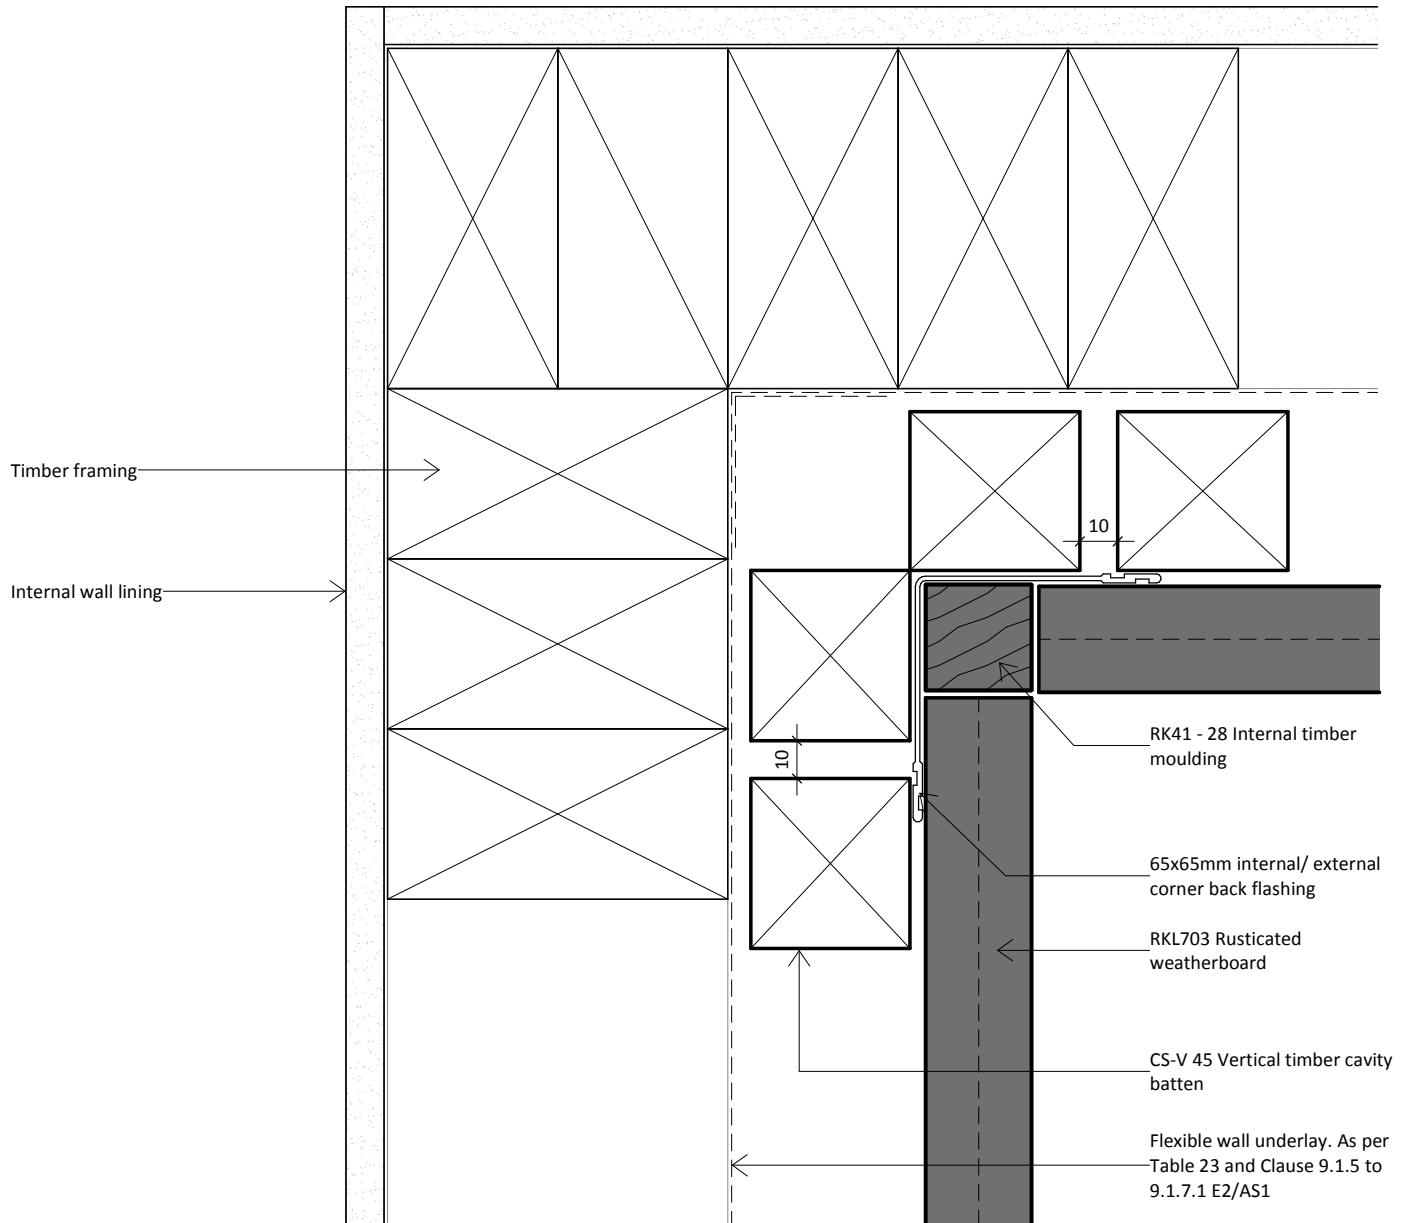 Timber framing
Internal wall lining
10
10
RK41 - 28 Internal timber
moulding
65x65mm internal/ external
corner back flashing
RKL703 Rusticated
weatherboard
CS-V 45 Vertical timber cavity
batten
Flexible wall underlay. As per
Table 23 and Clause 9.1.5 to
9.1.7.1 E2/AS1